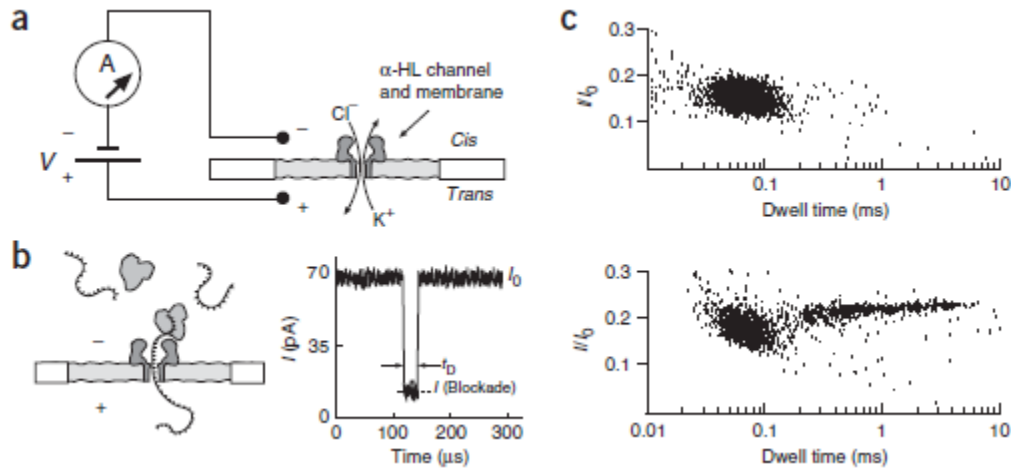 a
A
−
V
+
−
+
α-HL channel
and membrane
Cl−
Cis
Trans
K+
b
−
+
70
35
0
I (pA)
I0
tD
I (Blockade)
0 100 200 300
Time (μs)
c
0.3
0.2
0.1
I/I0
0.1 1 10
Dwell time (ms)
0.3
0.2
0.1
I/I0
0.01 0.1 1 10
Dwell time (ms)